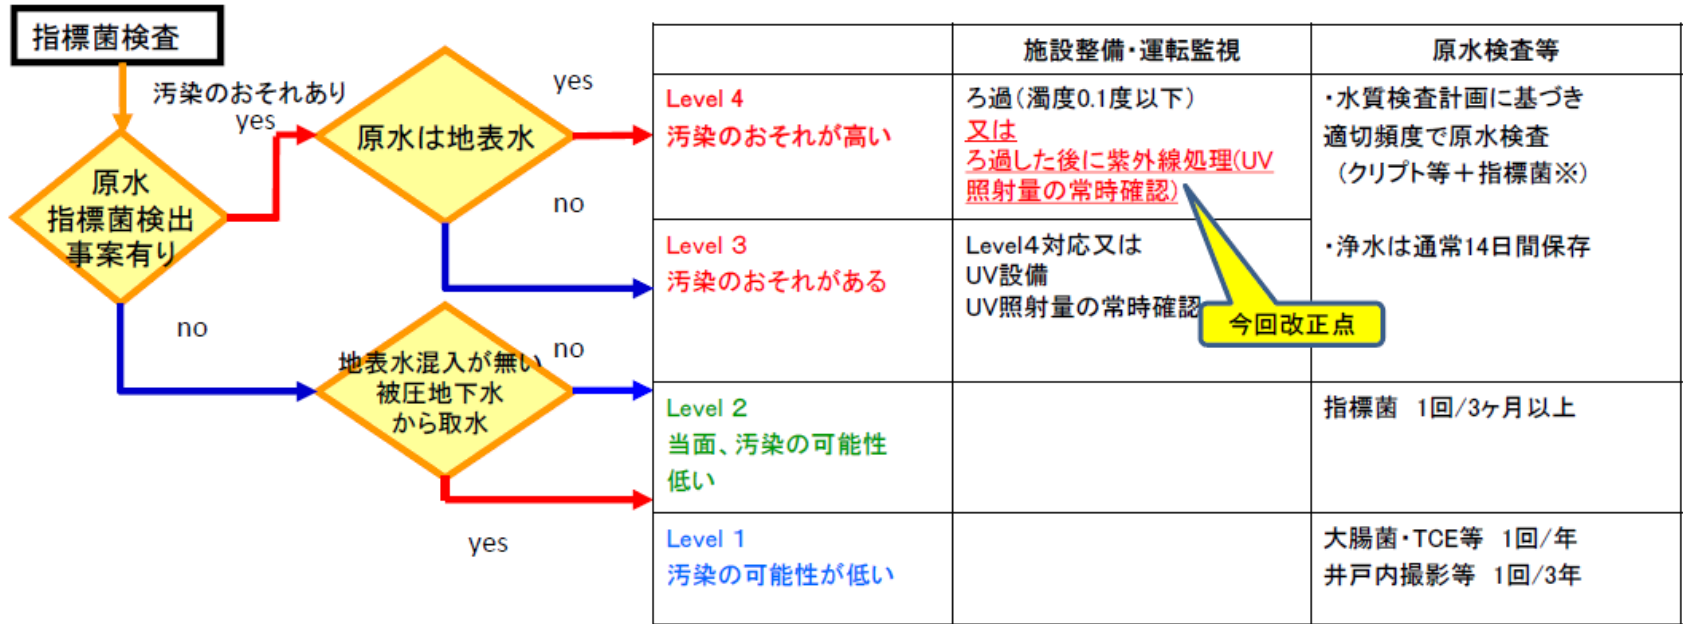 指標菌検査
汚染のおそれあり
yes
原水
指標菌検出
事案有り
no
原水は地表水
yes
no
地表水混入が無い
被圧地下水
から取水
no
yes
施設整備・運転監視
原水検査等
Level 4
汚染のおそれが高い
ろ過(濁度0.1度以下)
又は
ろ過した後に紫外線処理(UV
照射量の常時確認)
・水質検査計画に基づき
適切頻度で原水検査
(クリプト等+指標菌※)
・浄水は通常14日間保存
Level 3
汚染のおそれがある
Level4対応又は
UV設備
UV照射量の常時確認
今回改正点
Level 2
当面、汚染の可能性
低い
指標菌 1回/3ヶ月以上
Level 1
汚染の可能性が低い
大腸菌・TCE等 1回/年
井戸内撮影等 1回/3年